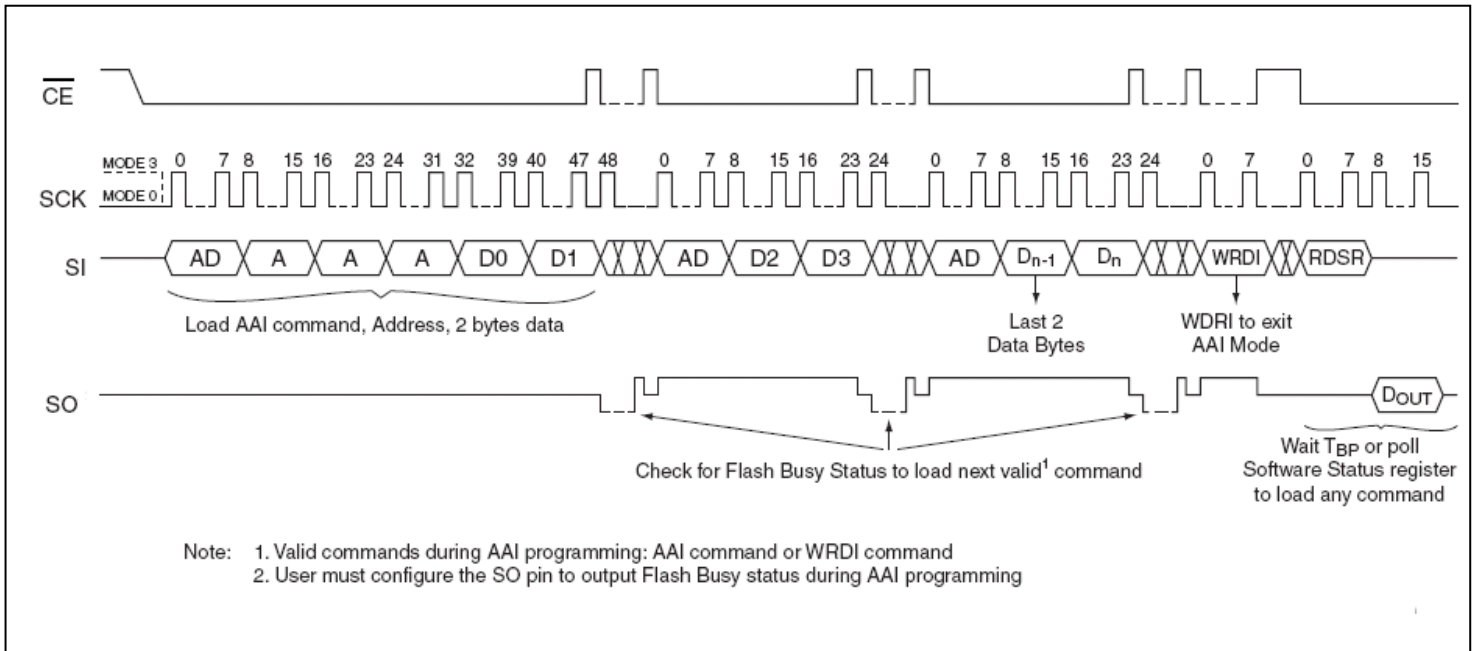 CE
MODE 3 0 7 8 15 16 23 24 31 32 39 40 47 48 0 7 8 15 16 23 24 0 7 8 15 16 23 24 0 7 0 7 8 15
SCK MODE 0
SI AD A A A D0 D1 AD D2 D3 AD Dn-1 Dn WRDI RDSR
Load AAI command, Address, 2 bytes data
Last 2
Data Bytes
WDRI to exit
AAI Mode
SO DOUT
Check for Flash Busy Status to load next valid¹ command
Wait TBP or poll
Software Status register
to load any command
Note: 1. Valid commands during AAI programming: AAI command or WRDI command
2. User must configure the SO pin to output Flash Busy status during AAI programming